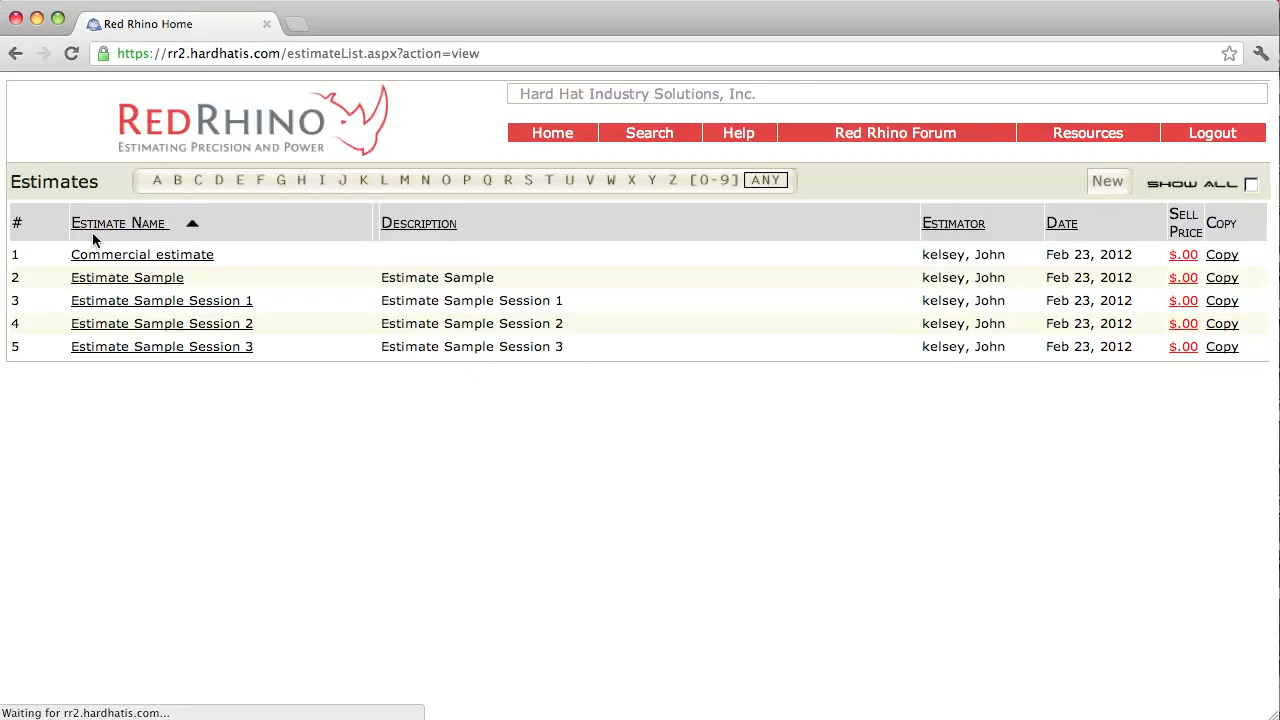 Red Rhino Home
https://rr2.hardhatis.com/estimateList.aspx?action=view
REDRHINO
ESTIMATING PRECISION AND POWER
Hard Hat Industry Solutions, Inc.
Home Search Help Red Rhino Forum Resources Logout
Estimates A B C D E F G H I J K L M N O P Q R S T U V W X Y Z [0-9] ANY New SHOW ALL
# ESTIMATE NAME DESCRIPTION ESTIMATOR DATE SELL PRICE COPY
1 Commercial estimate kelsey, John Feb 23, 2012 $.00 Copy
2 Estimate Sample Estimate Sample kelsey, John Feb 23, 2012 $.00 Copy
3 Estimate Sample Session 1 Estimate Sample Session 1 kelsey, John Feb 23, 2012 $.00 Copy
4 Estimate Sample Session 2 Estimate Sample Session 2 kelsey, John Feb 23, 2012 $.00 Copy
5 Estimate Sample Session 3 Estimate Sample Session 3 kelsey, John Feb 23, 2012 $.00 Copy
Waiting for rr2.hardhatis.com...